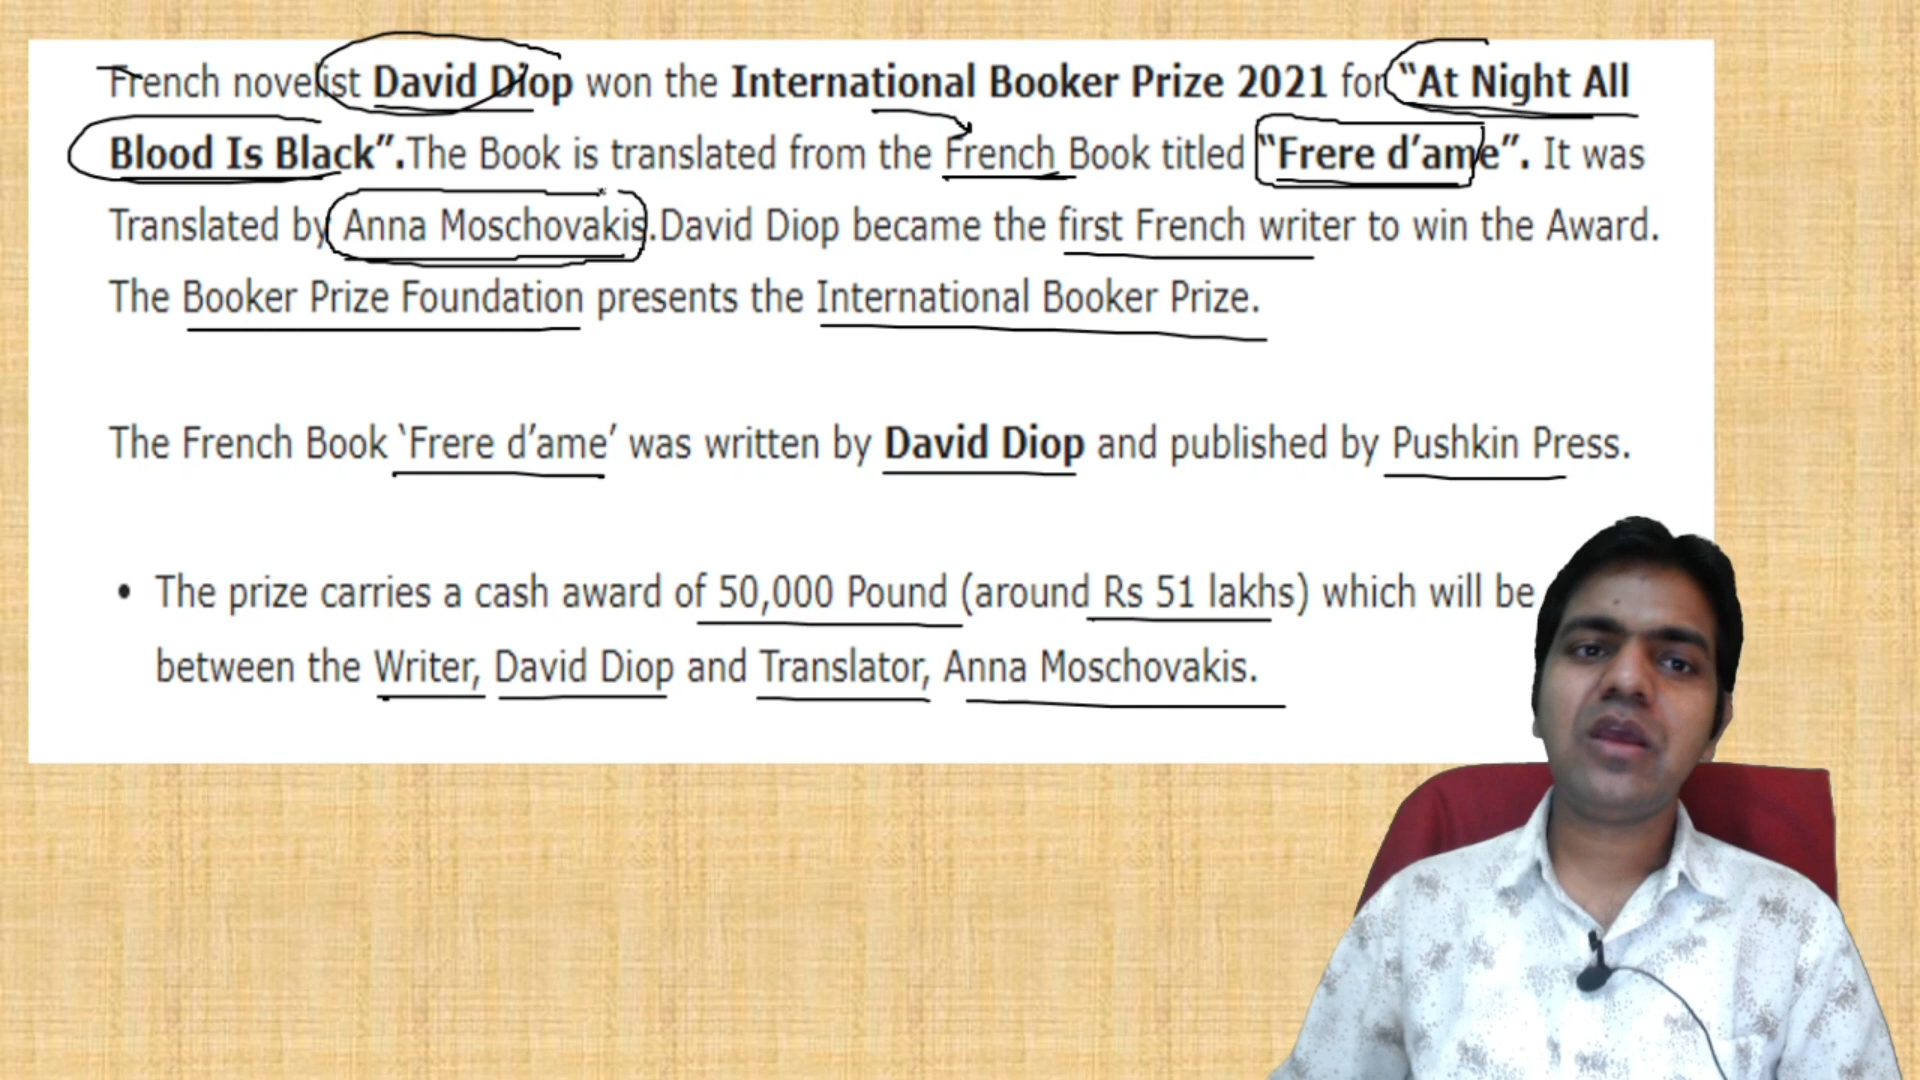 French novelist David Diop won the International Booker Prize 2021 for “At Night All
Blood Is Black”.The Book is translated from the French Book titled “Frere d’ame”. It was
Translated by Anna Moschovakis.David Diop became the first French writer to win the Award.
The Booker Prize Foundation presents the International Booker Prize.
The French Book ‘Frere d’ame’ was written by David Diop and published by Pushkin Press.
• The prize carries a cash award of 50,000 Pound (around Rs 51 lakhs) which will be
between the Writer, David Diop and Translator, Anna Moschovakis.